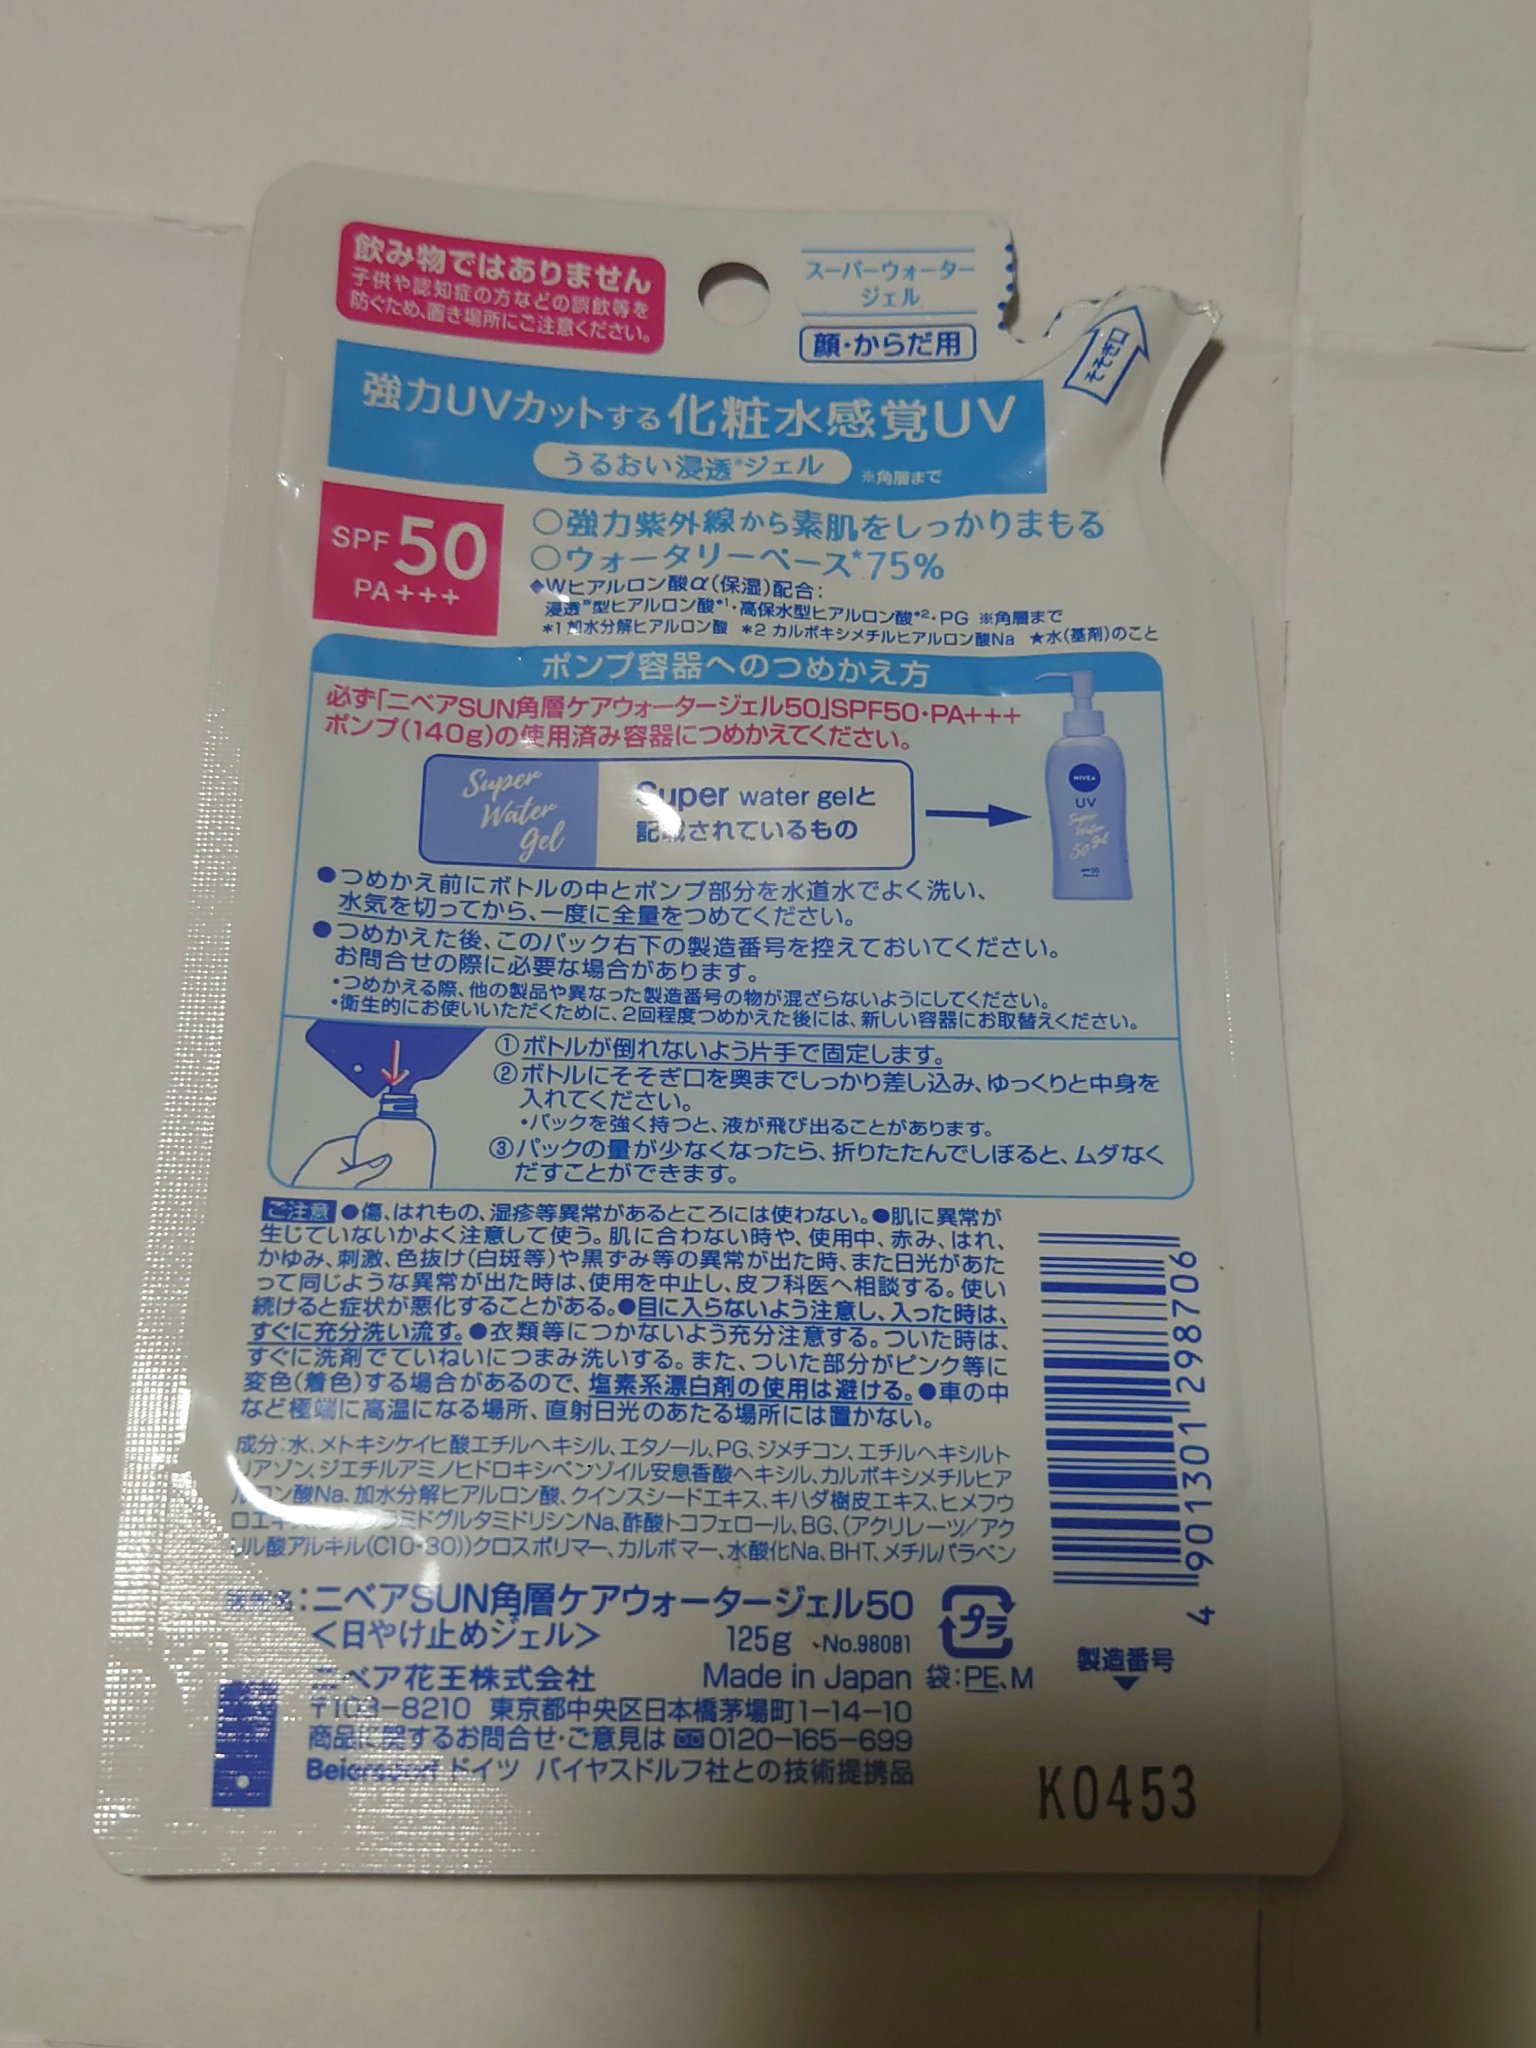 飲み物ではありません
子供や認知症の方などの誤飲等を
防ぐため、置き場所にご注意ください。
スーパーウォーター
ジェル
顔・からだ用
そそぎ口
強力UVカットする化粧水感覚UV
うるおい浸透※ジェル ※角層まで
SPF50
PA+++
○強力紫外線から素肌をしっかりまもる
○ウォータリーベース★75%
◆Wヒアルロン酸α(保湿)配合:
浸透※型ヒアルロン酸*1・高保水型ヒアルロン酸*2・PG ※角層まで
*1 加水分解ヒアルロン酸 *2 カルボキシメチルヒアルロン酸Na ★水(基剤)のこと
ポンプ容器へのつめかえ方
必ず「ニベアSUN角層ケアウォータージェル50」SPF50・PA+++
ポンプ(140g)の使用済み容器につめかえてください。
Super
Water
gel
Super water gelと
記載されているもの
NIVEA
UV
Super
Water
50 gel
SPF50
●つめかえ前にボトルの中とポンプ部分を水道水でよく洗い、
水気を切ってから、一度に全量をつめてください。
●つめかえた後、このパック右下の製造番号を控えておいてください。
お問合せの際に必要な場合があります。
・つめかえる際、他の製品や異なった製造番号の物が混ざらないようにしてください。
・衛生的にお使いいただくために、2回程度つめかえた後には、新しい容器にお取替えください。
①ボトルが倒れないよう片手で固定します。
②ボトルにそそぎ口を奥までしっかり差し込み、ゆっくりと中身を
入れてください。
・パックを強く持つと、液が飛び出ることがあります。
③パックの量が少なくなったら、折りたたんでしぼると、ムダなく
だすことができます。
ご注意 ●傷、はれもの、湿疹等異常があるところには使わない。●肌に異常が
生じていないかよく注意して使う。肌に合わない時や、使用中、赤み、はれ、
かゆみ、刺激、色抜け(白斑等)や黒ずみ等の異常が出た時、また日光があた
って同じような異常が出た時は、使用を中止し、皮フ科医へ相談する。使い
続けると症状が悪化することがある。●目に入らないよう注意し、入った時は、
すぐに充分洗い流す。●衣類等につかないよう充分注意する。ついた時は、
すぐに洗剤でていねいにつまみ洗いする。また、ついた部分がピンク等に
変色(着色)する場合があるので、塩素系漂白剤の使用は避ける。●車の中
など極端に高温になる場所、直射日光のあたる場所には置かない。
成分:水、メトキシケイヒ酸エチルヘキシル、エタノール、PG、ジメチコン、エチルヘキシルト
リアゾン、ジエチルアミノヒドロキシベンゾイル安息香酸ヘキシル、カルボキシメチルヒア
ルロン酸Na、加水分解ヒアルロン酸、クインスシードエキス、キハダ樹皮エキス、ヒメフウ
ロエキス、ラミドグルタミドリシンNa、酢酸トコフェロール、BG、(アクリレーツ/アク
リル酸アルキル(C10-30))クロスポリマー、カルボマー、水酸化Na、BHT、メチルパラベン
:ニベアSUN角層ケアウォータージェル50
<日やけ止めジェル> 125g No.98081
ニベア花王株式会社 Made in Japan
〒103-8210 東京都中央区日本橋茅場町1-14-10
商品に関するお問合せ・ご意見は 0120-165-699
Beiersdorf ドイツ バイヤスドルフ社との技術提携品
プラ
袋:PE、M
4 901301 298706
製造番号
K0453